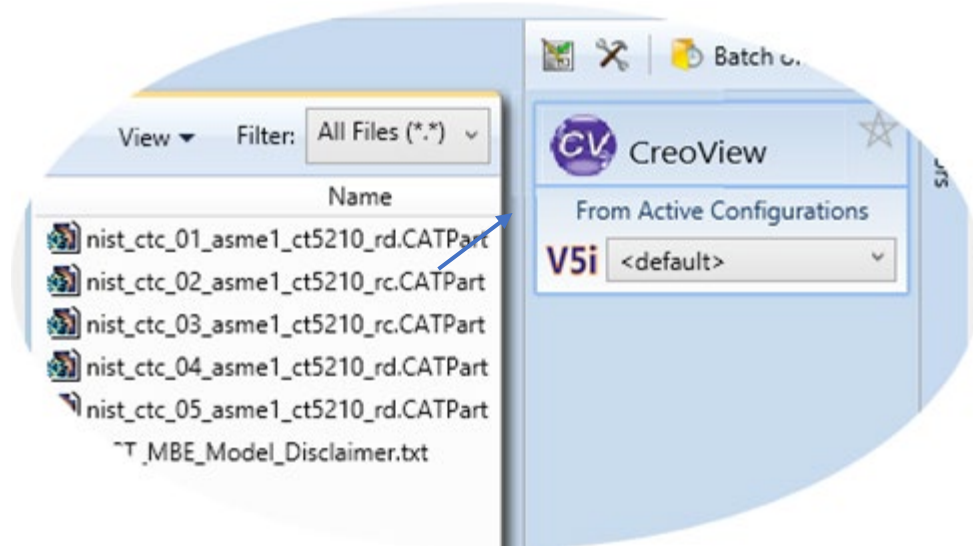 View Filter: All Files (*.*)
Name
nist_ctc_01_asme1_ct5210_rd.CATPart
nist_ctc_02_asme1_ct5210_rc.CATPart
nist_ctc_03_asme1_ct5210_rc.CATPart
nist_ctc_04_asme1_ct5210_rd.CATPart
nist_ctc_05_asme1_ct5210_rd.CATPart
_MBE_Model_Disclaimer.txt
Batch
CV CreoView
From Active Configurations
V5i <default>